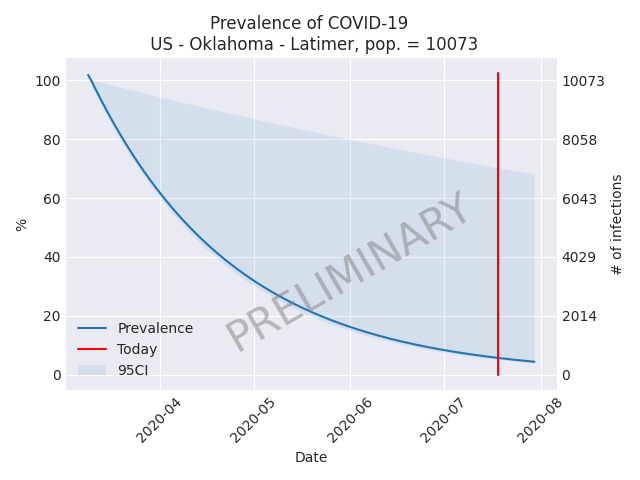 Prevalence of COVID-19
US - Oklahoma - Latimer, pop. = 10073
100
80
60
40
20
0
%
10073
8058
6043
4029
2014
0
# of infections
PRELIMINARY
Prevalence
Today
95CI
2020-04
2020-05
2020-06
2020-07
2020-08
Date